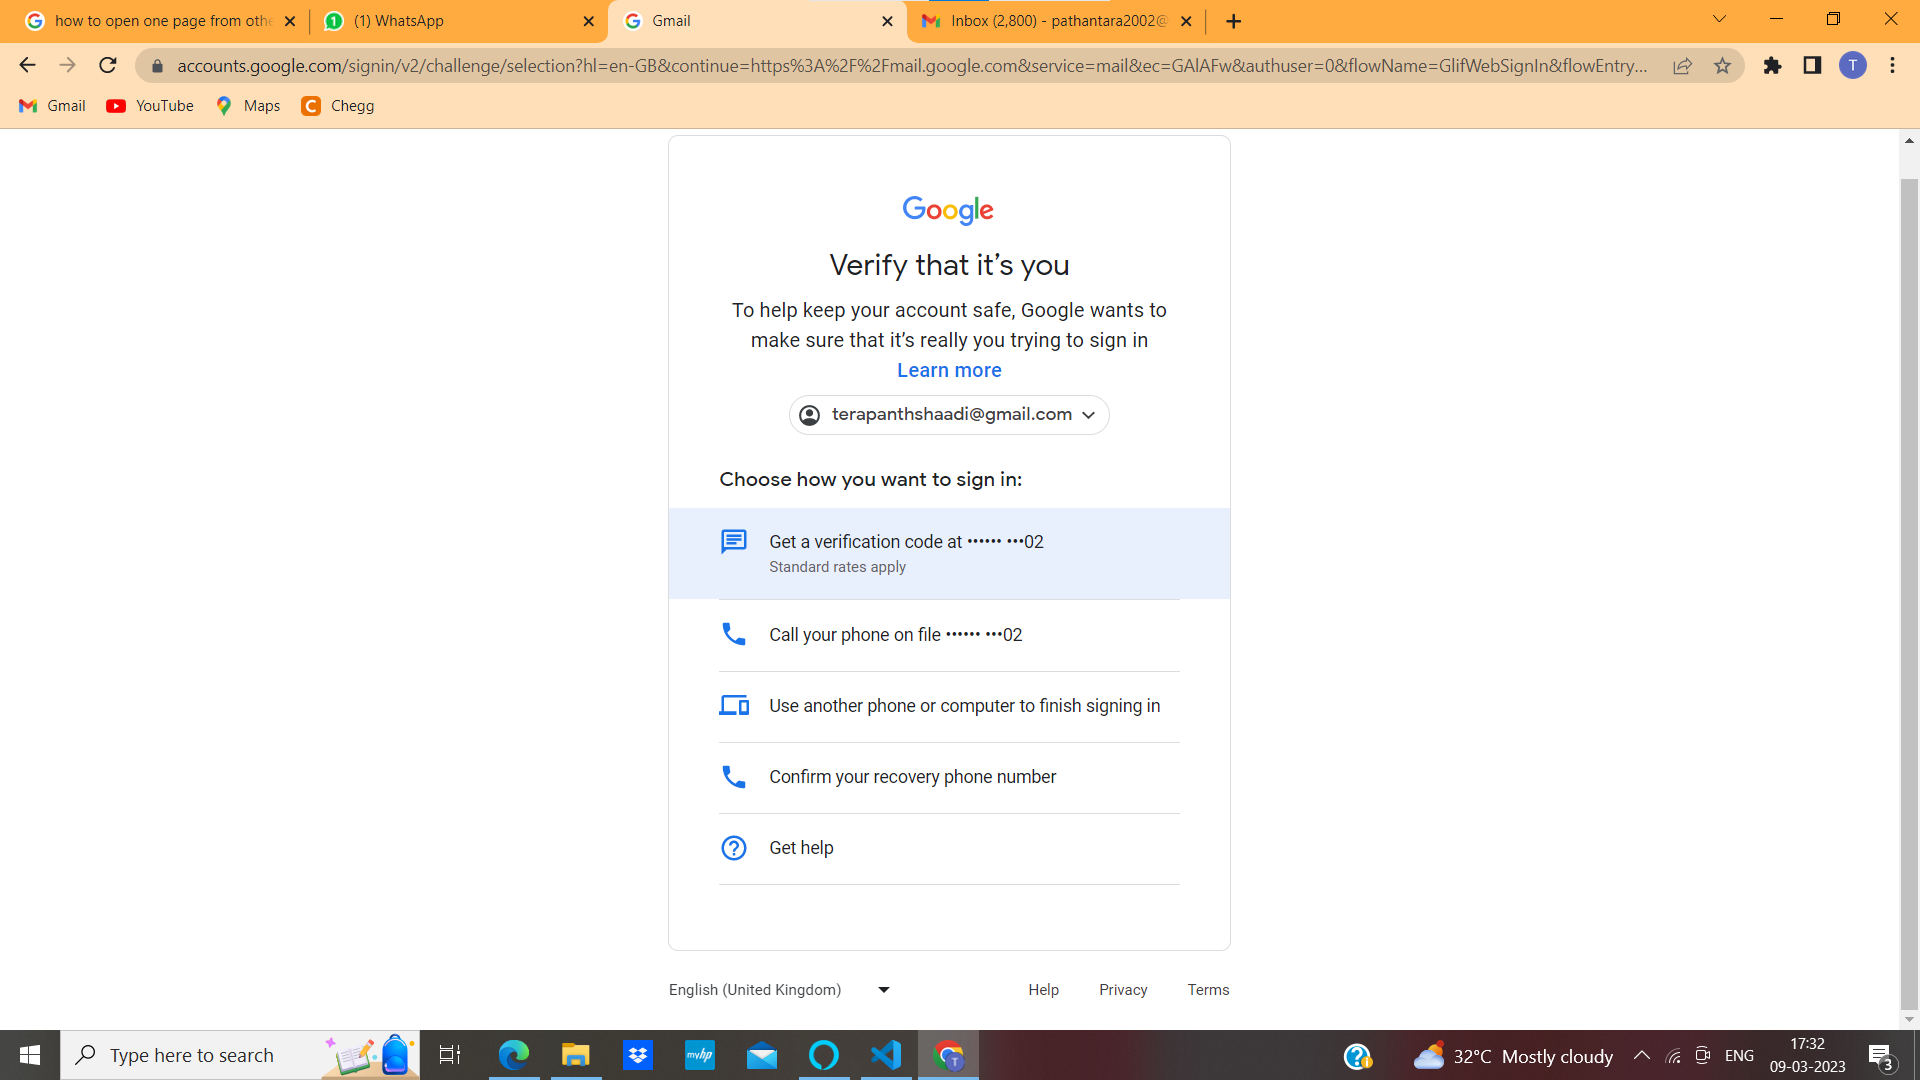 how to open one page from othe
(1) WhatsApp
Gmail
Inbox (2,800) - pathantara2002@
accounts.google.com/signin/v2/challenge/selection?hl=en-GB&continue=https%3A%2F%2Fmail.google.com&service=mail&ec=GAlAFw&authuser=0&flowName=GlifWebSignIn&flowEntry...
T
Gmail
YouTube
Maps
C
Chegg
Google
Verify that it’s you
To help keep your account safe, Google wants to
make sure that it’s really you trying to sign in
Learn more
terapanthshaadi@gmail.com
Choose how you want to sign in:
Get a verification code at •••••• •••02
Standard rates apply
Call your phone on file •••••• •••02
Use another phone or computer to finish signing in
Confirm your recovery phone number
Get help
English (United Kingdom)
Help
Privacy
Terms
Type here to search
myhp
T
32°C Mostly cloudy
ENG
17:32
09-03-2023
3